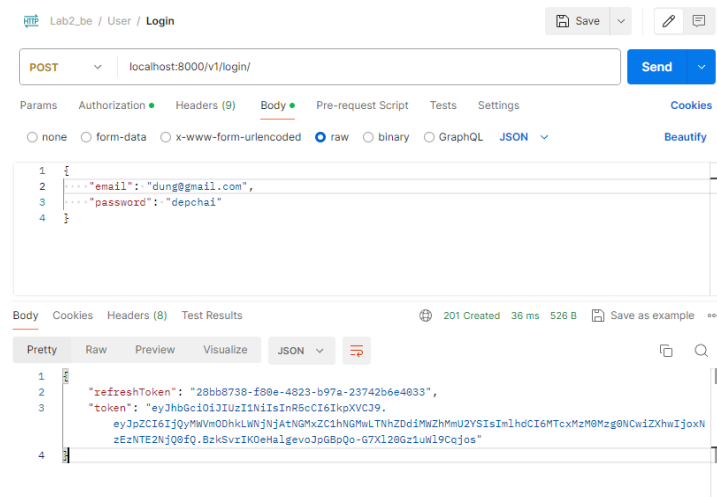 HTTP Lab2_be / User / Login Save
POST localhost:8000/v1/login/ Send
Params Authorization Headers (9) Body Pre-request Script Tests Settings Cookies
none form-data x-www-form-urlencoded raw binary GraphQL JSON Beautify
1 {
2 ····"email":·"dung@gmail.com",
3 ····"password":·"depchai"
4 }
Body Cookies Headers (8) Test Results 201 Created 36 ms 526 B Save as example
Pretty Raw Preview Visualize JSON
1 {
2 "refreshToken": "28bb8738-f80e-4823-b97a-23742b6e4033",
3 "token": "eyJhbGciOiJIUzI1NiIsInR5cCI6IkpXVCJ9.
eyJpZCI6IjQyMWVmODhkLWNjNjAtNGMxZC1hNGMwLTNhZDdiMWZhMmU2YSIsImlhdCI6MTcxMzM0Mzg0NCwiZXhwIjoxN
zEzNTE2NjQ0fQ.BzkSvrIKOeHalgevoJpGBpQo-G7Xl20Gz1uWl9Cqjos"
4 }